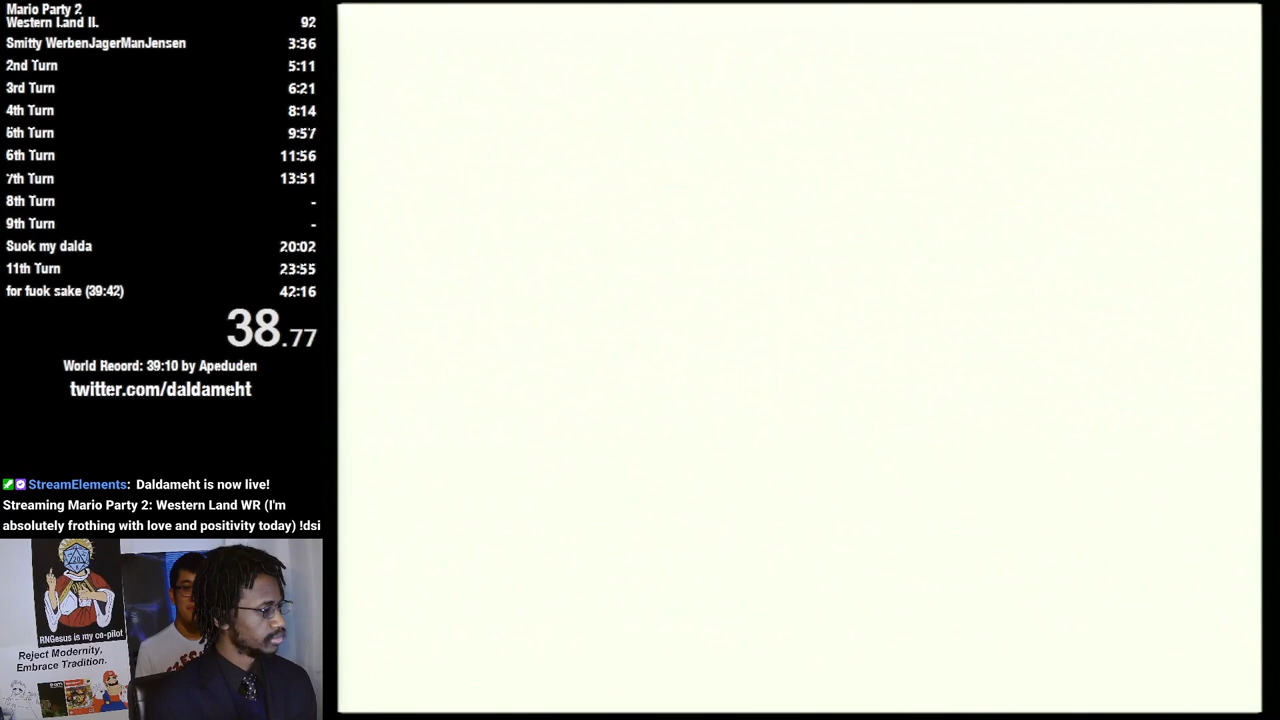 Mario Party 2
Western Land II. 92
Smitty WerbenJagerManJensen 3:36
2nd Turn 5:11
3rd Turn 6:21
4th Turn 8:14
5th Turn 9:57
6th Turn 11:56
7th Turn 13:51
8th Turn -
9th Turn -
Suok my dalda 20:02
11th Turn 23:55
for fuok sake (39:42) 42:16
38.77
World Reoord: 39:10 by Apeduden
twitter.com/daldameht
StreamElements: Daldameht is now live!
Streaming Mario Party 2: Western Land WR (I'm
absolutely frothing with love and positivity today) !dsi
RNGesus is my co-pilot
Reject Modernity,
Embrace Tradition.